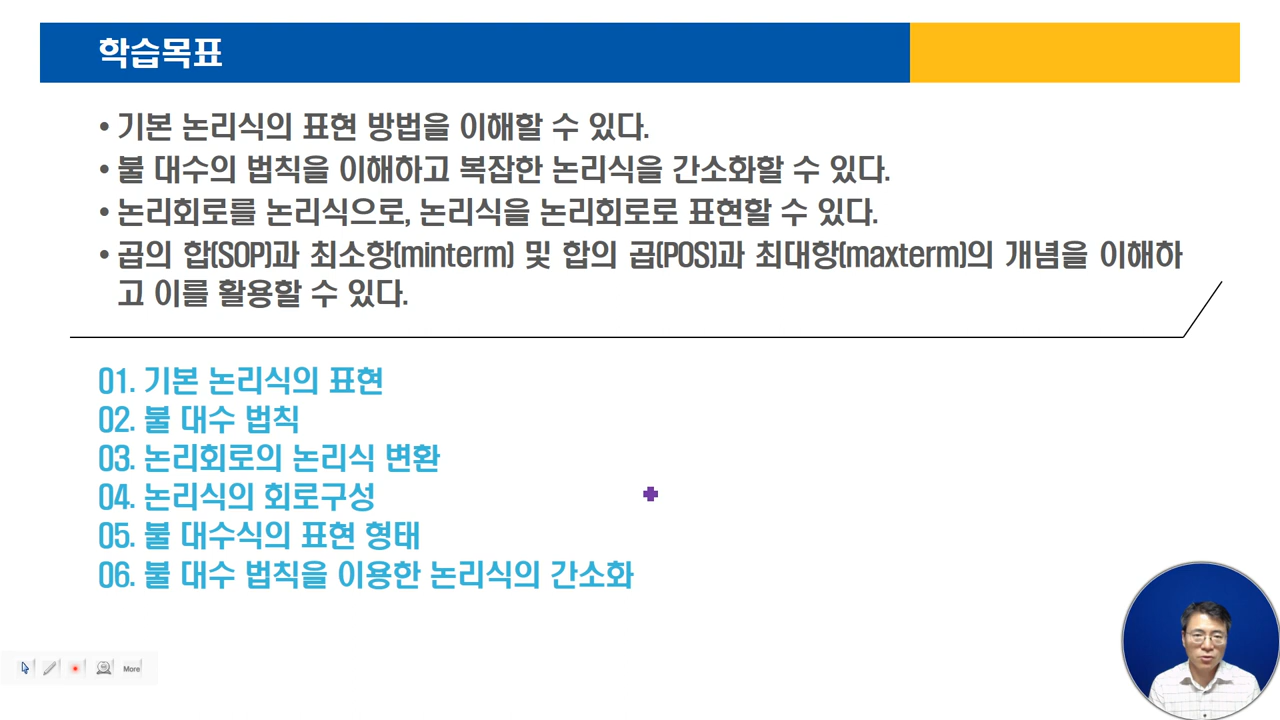 학습목표
• 기본 논리식의 표현 방법을 이해할 수 있다.
• 불 대수의 법칙을 이해하고 복잡한 논리식을 간소화할 수 있다.
• 논리회로를 논리식으로, 논리식을 논리회로로 표현할 수 있다.
• 곱의 합(SOP)과 최소항(minterm) 및 합의 곱(POS)과 최대항(maxterm)의 개념을 이해하
고 이를 활용할 수 있다.
01. 기본 논리식의 표현
02. 불 대수 법칙
03. 논리회로의 논리식 변환
04. 논리식의 회로구성
05. 불 대수식의 표현 형태
06. 불 대수 법칙을 이용한 논리식의 간소화
More